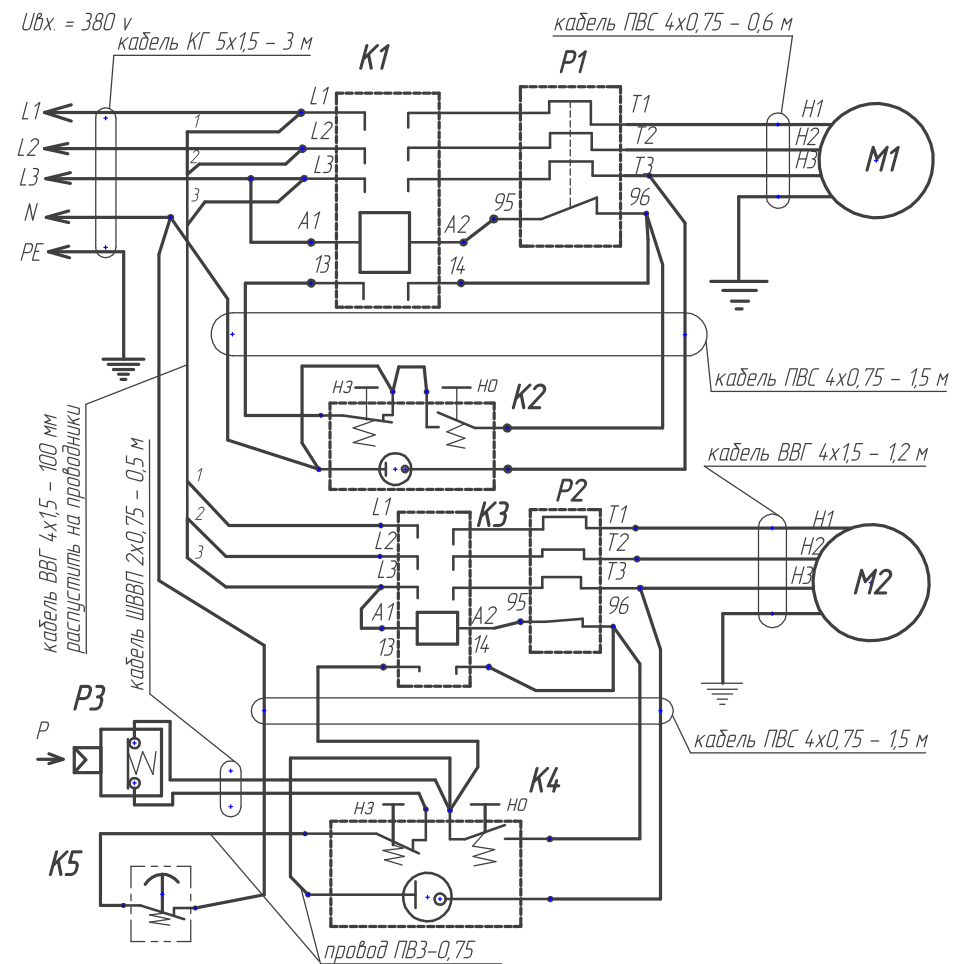 Uвх. = 380 v
кабель КГ 5х1,5 – 3 м
кабель ПВС 4х0,75 – 0,6 м
K1
P1
L1
L1
T1
H1
1
L2
L2
T2
H2
M1
2
L3
L3
T3
H3
3
N
A1
A2
95
96
PE
13
14
кабель ПВС 4х0,75 – 1,5 м
НЗ
НО
K2
кабель ВВГ 4х1,5 – 100 мм
распустить на проводники
кабель ШВВП 2х0,75 – 0,5 м
кабель ВВГ 4х1,5 – 1,2 м
1
L1
K3
P2
T1
H1
2
L2
T2
H2
3
L3
T3
H3
M2
A1
A2
95
96
13
14
P3
P
кабель ПВС 4х0,75 – 1,5 м
K4
НЗ
НО
K5
провод ПВ3–0,75